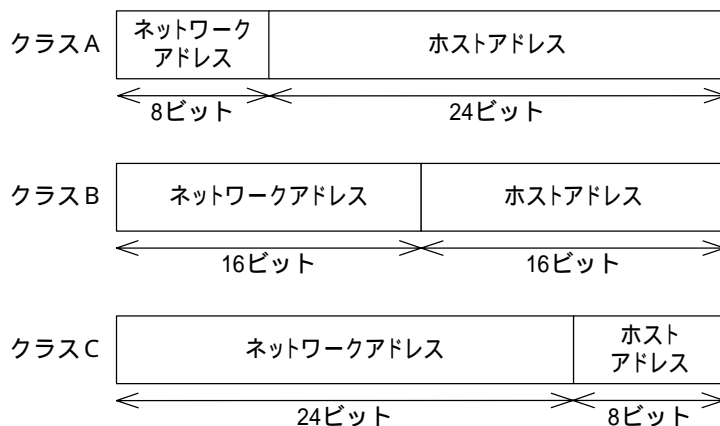 クラスA
ネットワーク
アドレス
ホストアドレス
8ビット
24ビット
クラスB
ネットワークアドレス
ホストアドレス
16ビット
16ビット
クラスC
ネットワークアドレス
ホスト
アドレス
24ビット
8ビット